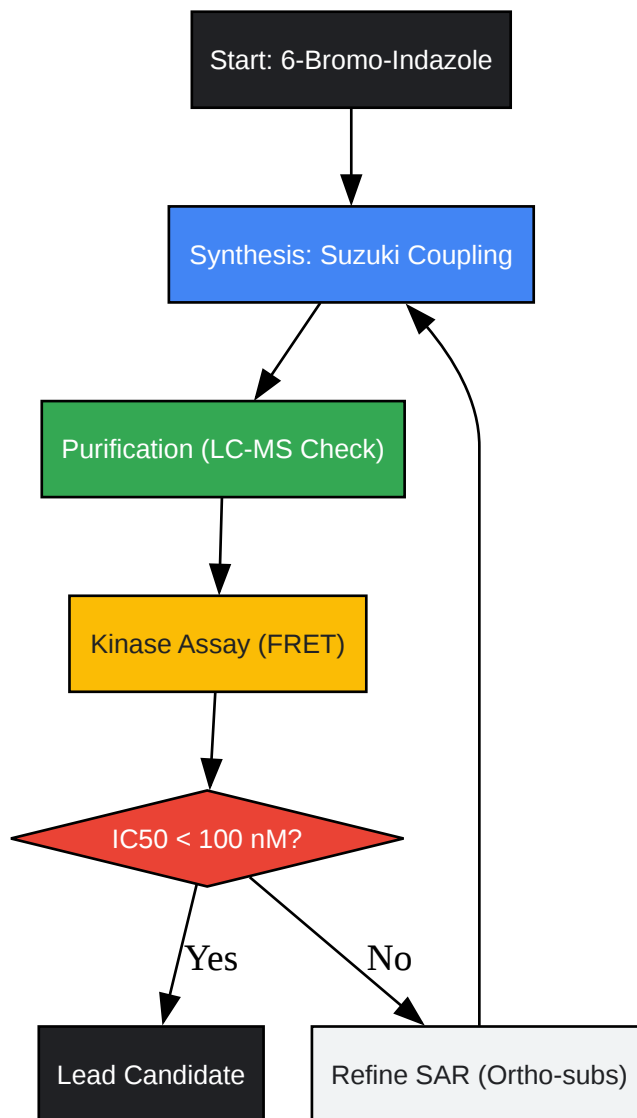 Start: 6-Bromo-Indazole
Synthesis: Suzuki Coupling
Purification (LC-MS Check)
Kinase Assay (FRET)
IC50 < 100 nM?
Yes
No
Lead Candidate
Refine SAR (Ortho-subs)